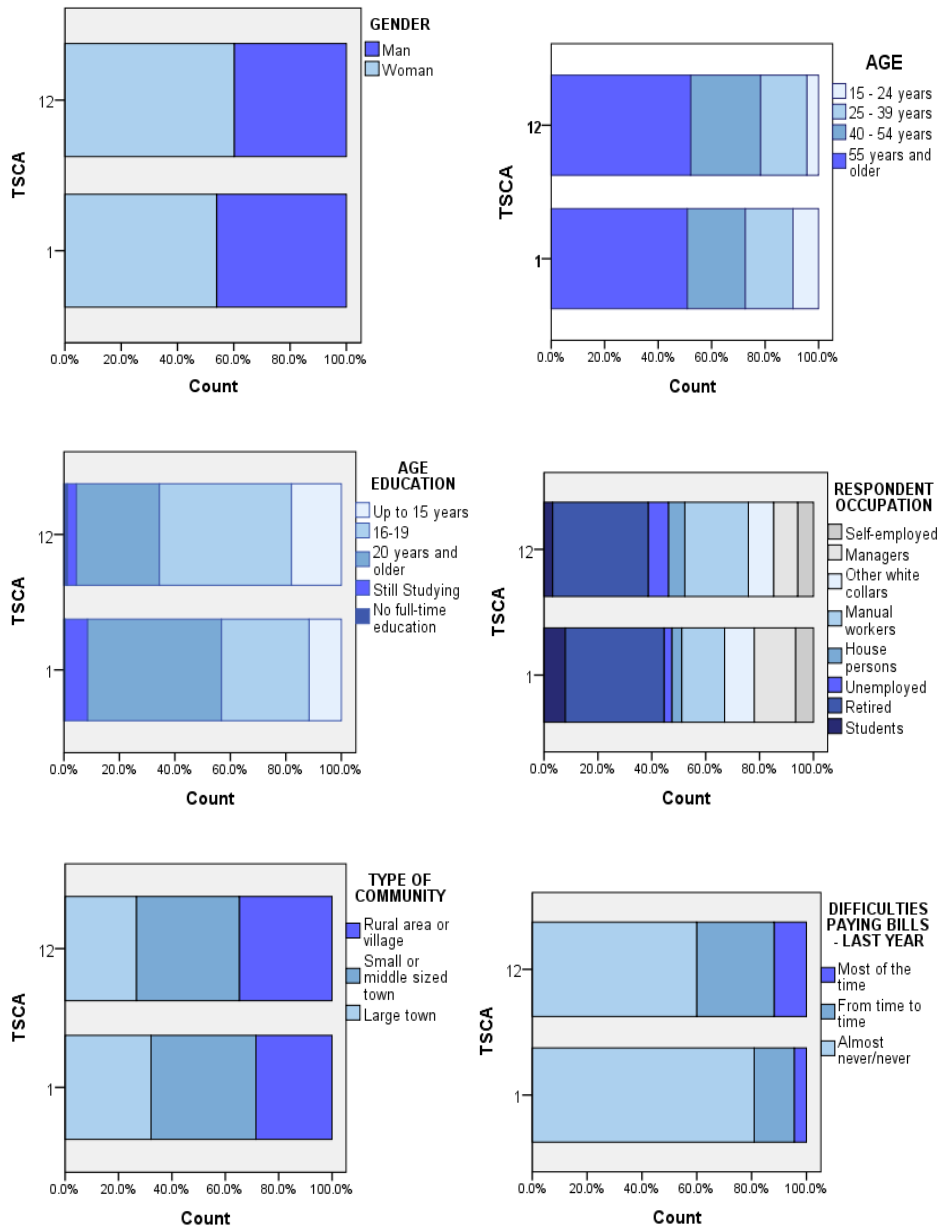 GENDER
Man
Woman
TSCA
12
1
0.0% 20.0% 40.0% 60.0% 80.0% 100.0%
Count
AGE
15 - 24 years
25 - 39 years
40 - 54 years
55 years and
older
TSCA
12
1
0.0% 20.0% 40.0% 60.0% 80.0% 100.0%
Count
AGE
EDUCATION
Up to 15 years
16-19
20 years and
older
Still Studying
No full-time
education
TSCA
12
1
0.0% 20.0% 40.0% 60.0% 80.0% 100.0%
Count
RESPONDENT
OCCUPATION
Self-employed
Managers
Other white
collars
Manual
workers
House
persons
Unemployed
Retired
Students
TSCA
12
1
0.0% 20.0% 40.0% 60.0% 80.0% 100.0%
Count
TYPE OF
COMMUNITY
Rural area or
village
Small or
middle sized
town
Large town
TSCA
12
1
0.0% 20.0% 40.0% 60.0% 80.0% 100.0%
Count
DIFFICULTIES
PAYING BILLS
- LAST YEAR
Most of the
time
From time to
time
Almost
never/never
TSCA
12
1
0.0% 20.0% 40.0% 60.0% 80.0% 100.0%
Count